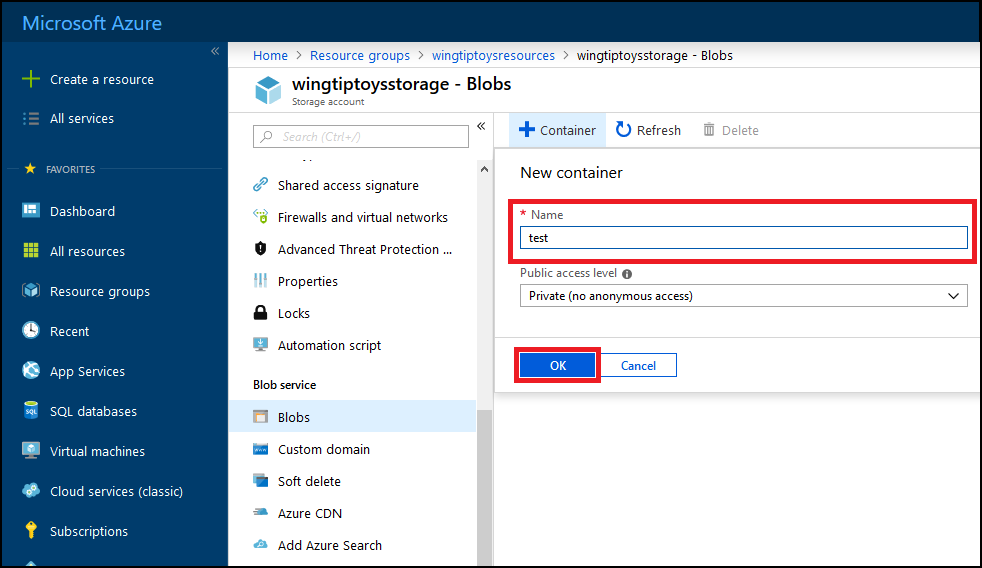 Microsoft Azure
«
Create a resource
All services
FAVORITES
Dashboard
All resources
Resource groups
Recent
App Services
SQL databases
Virtual machines
Cloud services (classic)
Subscriptions
Home > Resource groups > wingtiptoysresources > wingtiptoysstorage - Blobs
wingtiptoysstorage - Blobs
Storage account
Search (Ctrl+/)
«
Shared access signature
Firewalls and virtual networks
Advanced Threat Protection ...
Properties
Locks
Automation script
Blob service
Blobs
Custom domain
Soft delete
Azure CDN
Add Azure Search
Container Refresh Delete
New container
* Name
test
Public access level
Private (no anonymous access)
OK Cancel